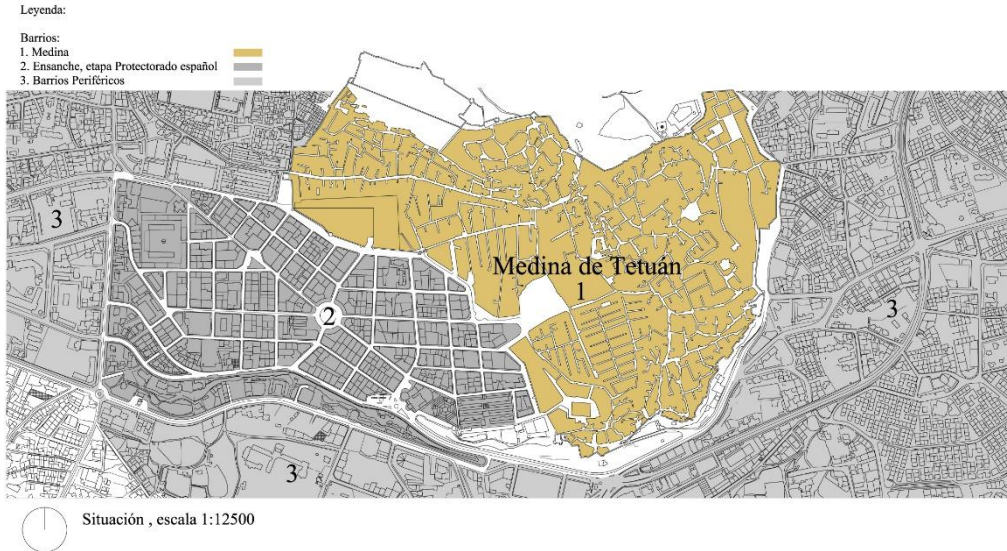 Leyenda:
Barrios:
1. Medina
2. Ensanche, etapa Protectorado español
3. Barrios Periféricos
3
Medina de Tetuán
1
3
2
3
Situación , escala 1:12500